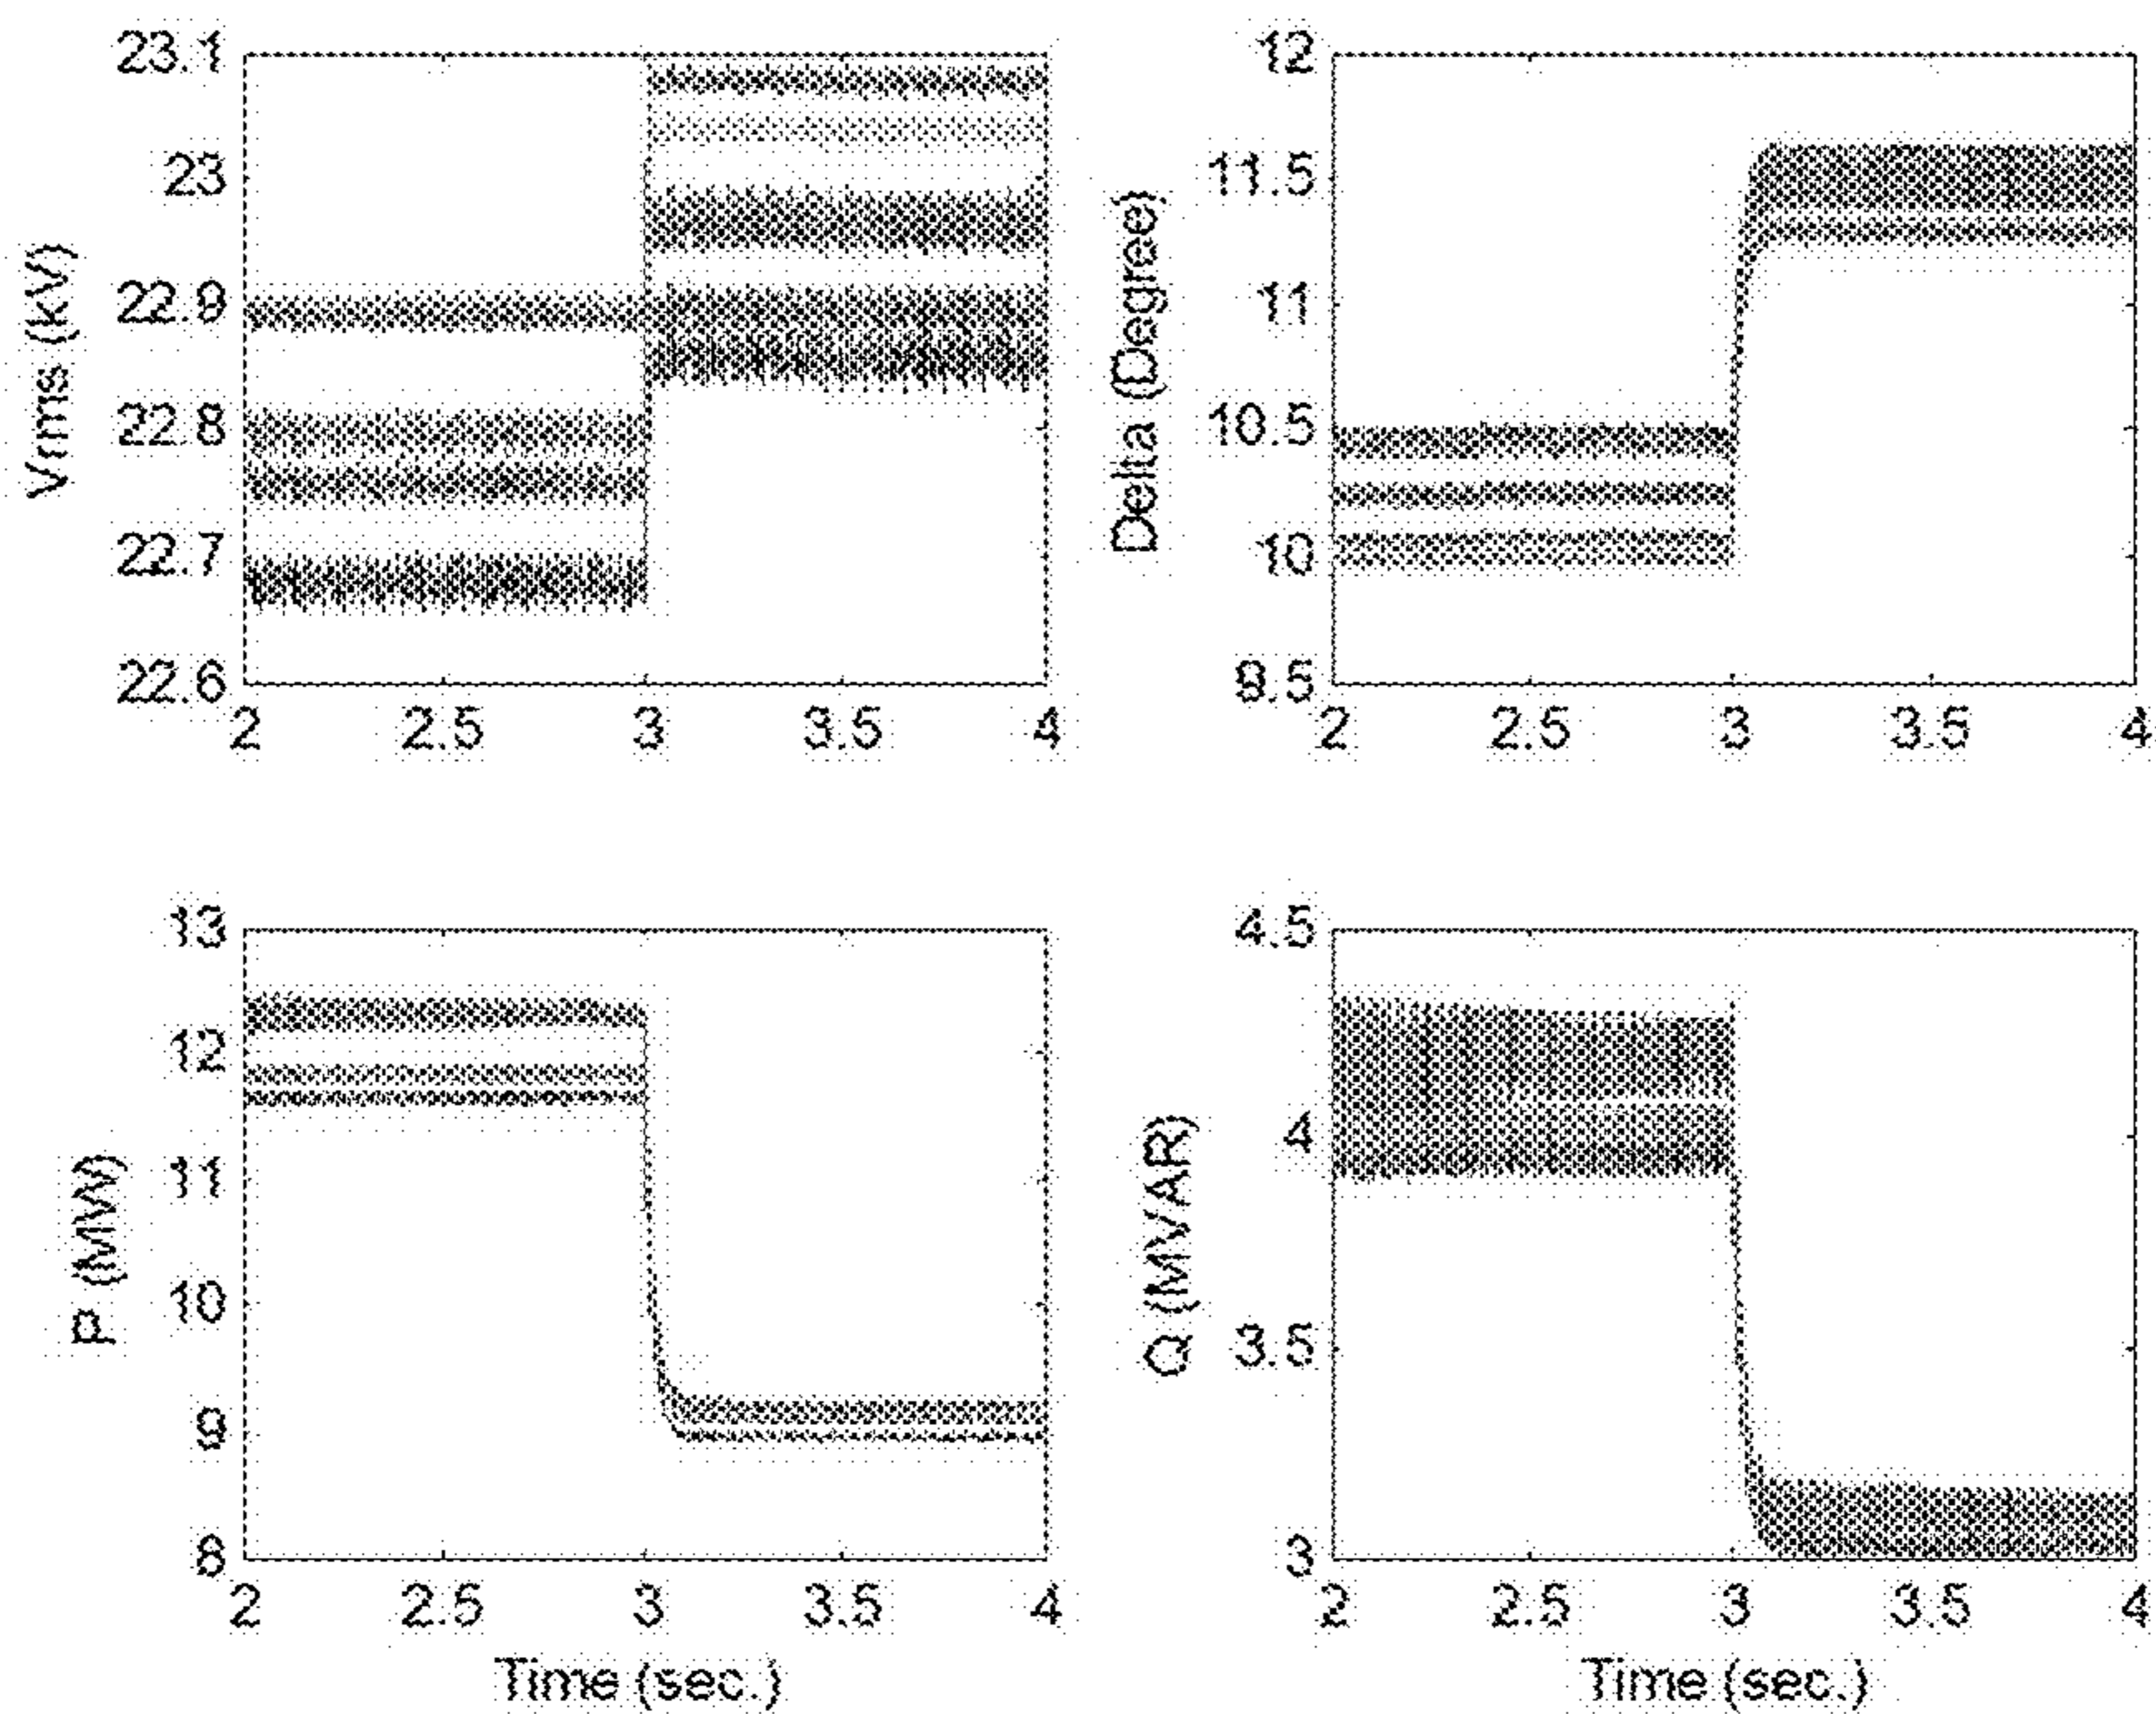 23.1
23
22.9
22.8
22.7
22.6
Vrms (kV)
2 2.5 3 3.5 4
12
11.5
11
10.5
10
9.5
Delta (Degree)
2 2.5 3 3.5 4
13
12
11
10
9
8
P (MW)
2 2.5 3 3.5 4
Time (sec.)
4.5
4
3.5
3
Q (MVAR)
2 2.5 3 3.5 4
Time (sec.)